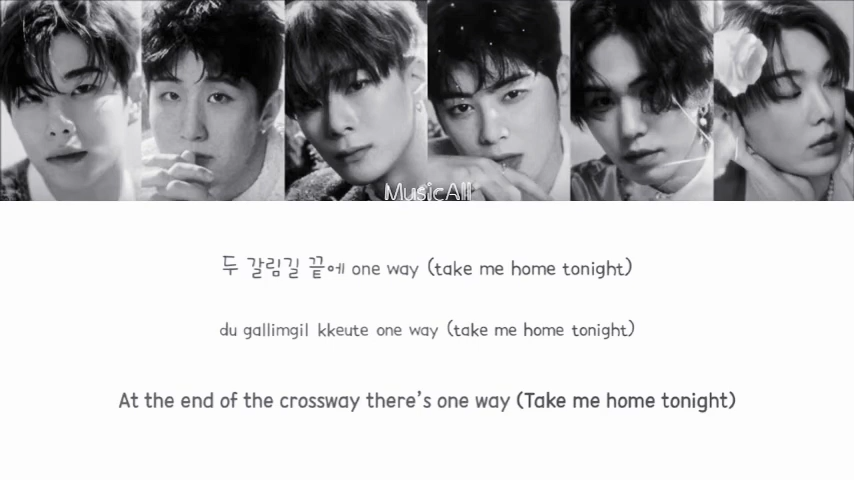 MusicAll
두 갈림길 끝에 one way (take me home tonight)
du gallimgil kkeute one way (take me home tonight)
At the end of the crossway there's one way (Take me home tonight)